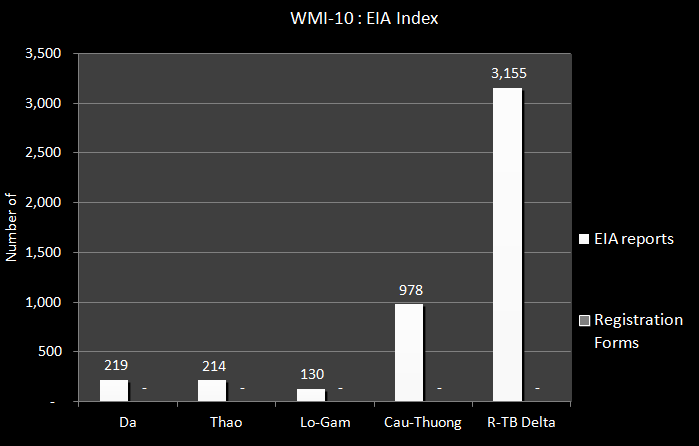 WMI-10 : EIA Index
3,500
3,000
2,500
2,000
1,500
1,000
500
-
Number of
219
-
214
-
130
-
978
-
3,155
-
Da
Thao
Lo-Gam
Cau-Thuong
R-TB Delta
EIA reports
Registration
Forms